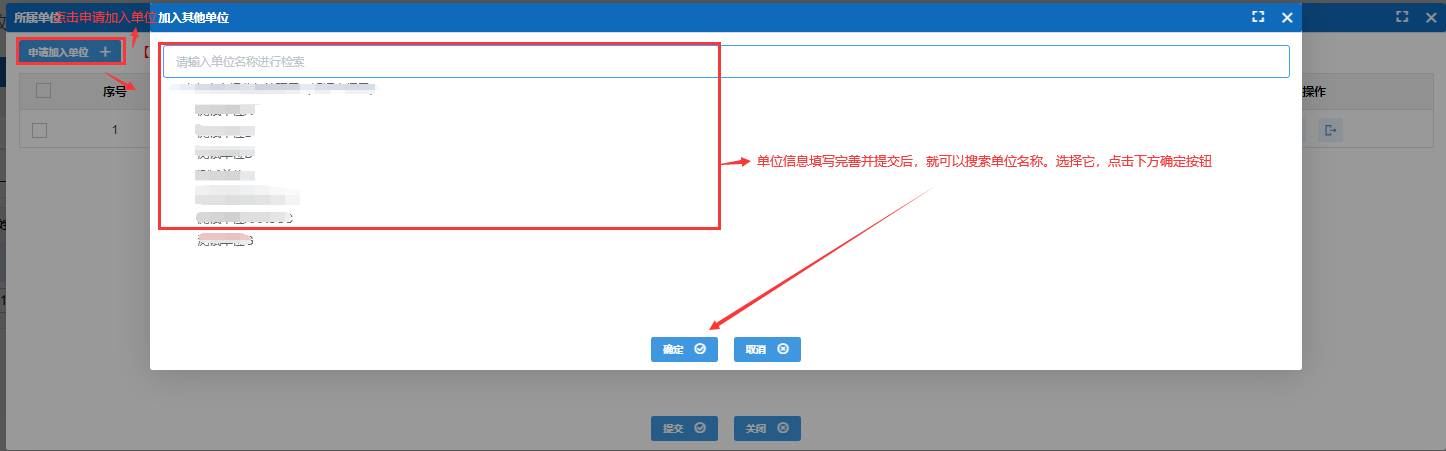 所属单位
点击申请加入单位
加入其他单位
申请加入单位
请输入单位名称进行检索
序号
操作
1
单位信息填写完善并提交后，就可以搜索单位名称。选择它，点击下方确定按钮
确定
取消
提交
关闭